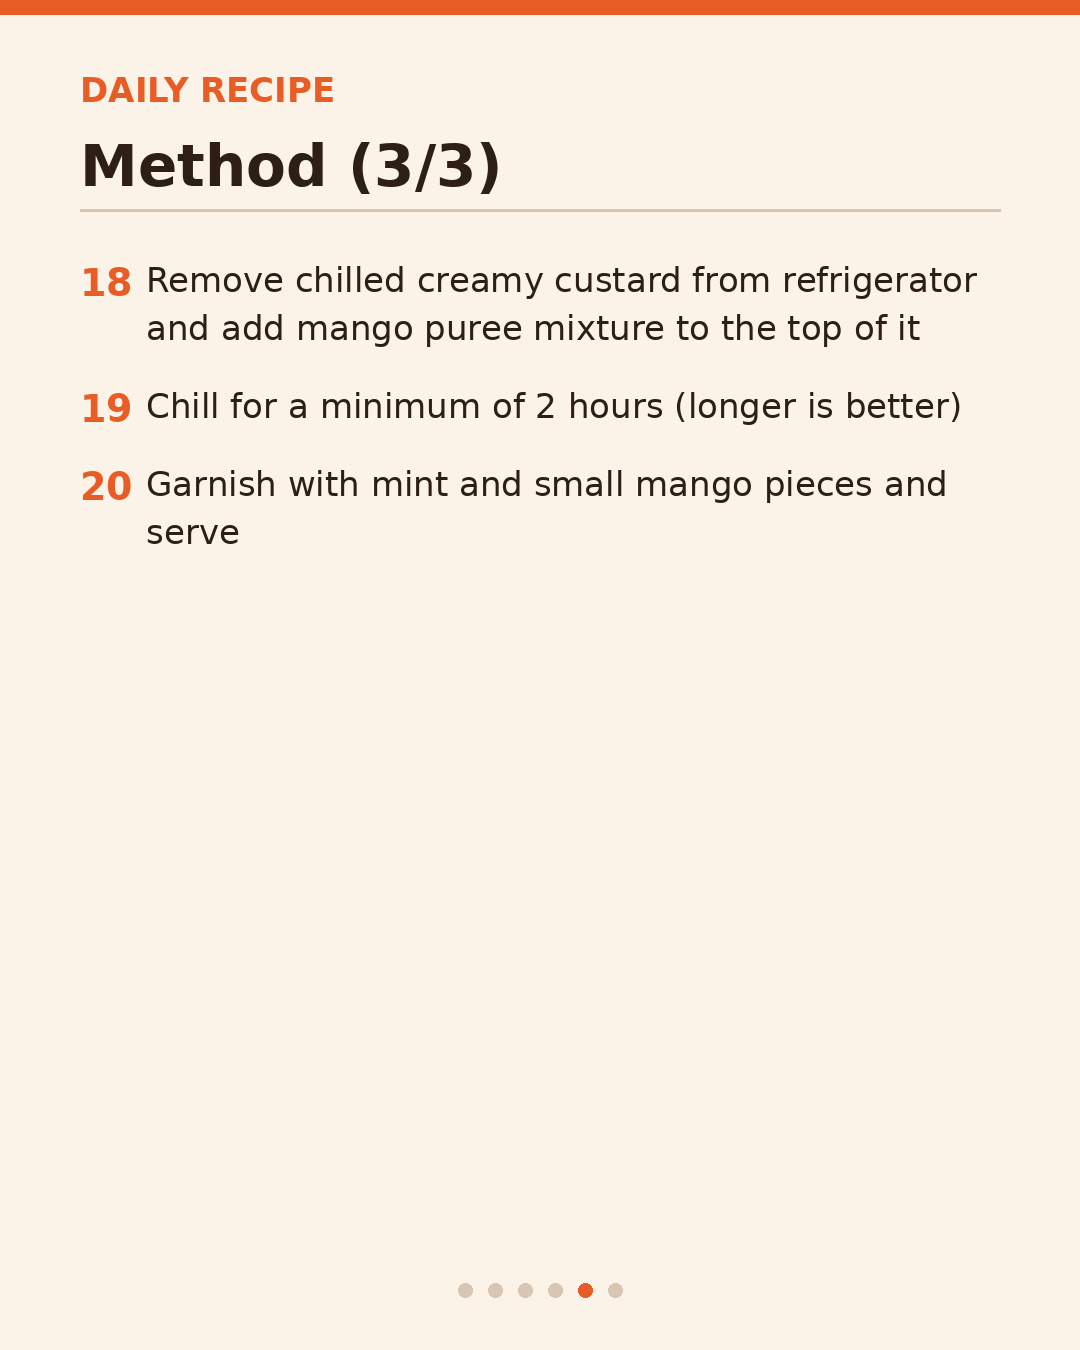 DAILY RECIPE
Method (3/3)
18 Remove chilled creamy custard from refrigerator
and add mango puree mixture to the top of it
19 Chill for a minimum of 2 hours (longer is better)
20 Garnish with mint and small mango pieces and
serve